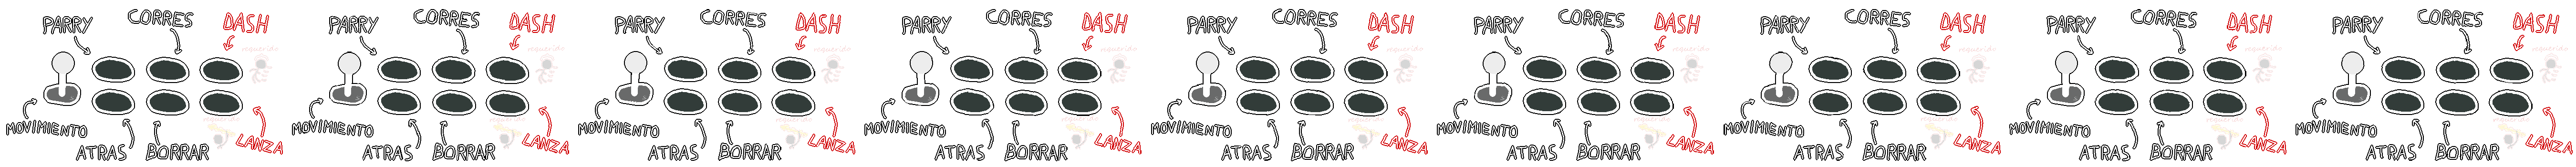 PARRY
CORRES
DASH
MOVIMIENTO
ATRAS
BORRAR
LANZA
PARRY
CORRES
DASH
MOVIMIENTO
ATRAS
BORRAR
LANZA
PARRY
CORRES
DASH
MOVIMIENTO
ATRAS
BORRAR
LANZA
PARRY
CORRES
DASH
MOVIMIENTO
ATRAS
BORRAR
LANZA
PARRY
CORRES
DASH
MOVIMIENTO
ATRAS
BORRAR
LANZA
PARRY
CORRES
DASH
MOVIMIENTO
ATRAS
BORRAR
LANZA
PARRY
CORRES
DASH
MOVIMIENTO
ATRAS
BORRAR
LANZA
PARRY
CORRES
DASH
MOVIMIENTO
ATRAS
BORRAR
LANZA
PARRY
CORRES
DASH
MOVIMIENTO
ATRAS
BORRAR
LANZA